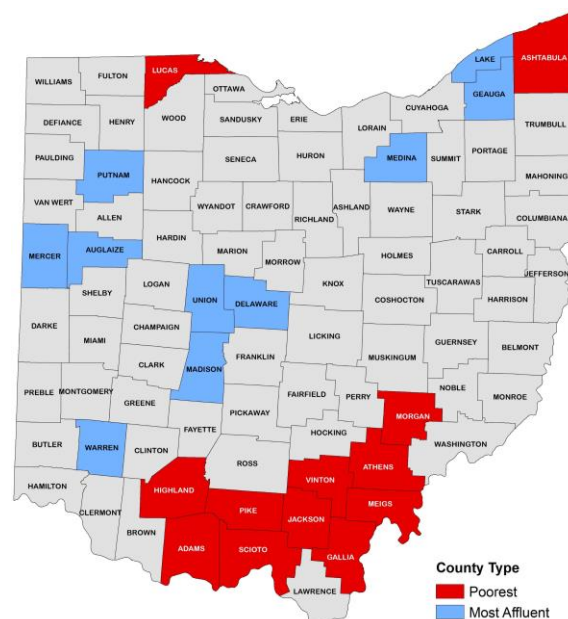 LAKE
ASHTABULA
LUCAS
WILLIAMS
FULTON
GEAUGA
OTTAWA
CUYAHOGA
DEFIANCE
HENRY
WOOD
SANDUSKY
ERIE
LORAIN
TRUMBULL
PAULDING
PUTNAM
SENECA
HURON
MEDINA
SUMMIT
PORTAGE
MAHONING
HANCOCK
VAN WERT
ALLEN
WYANDOT
CRAWFORD
RICHLAND
ASHLAND
WAYNE
STARK
COLUMBIANA
HARDIN
MERCER
AUGLAIZE
MARION
MORROW
HOLMES
CARROLL
JEFFERSON
SHELBY
LOGAN
UNION
DELAWARE
KNOX
COSHOCTON
TUSCARAWAS
HARRISON
DARKE
MIAMI
CHAMPAIGN
LICKING
GUERNSEY
BELMONT
CLARK
MADISON
FRANKLIN
MUSKINGUM
PREBLE
MONTGOMERY
GREENE
FAIRFIELD
PERRY
NOBLE
MONROE
FAYETTE
PICKAWAY
MORGAN
BUTLER
WARREN
CLINTON
HOCKING
WASHINGTON
ROSS
ATHENS
HAMILTON
HIGHLAND
VINTON
CLERMONT
PIKE
MEIGS
BROWN
JACKSON
ADAMS
SCIOTO
GALLIA
LAWRENCE
County Type
Poorest
Most Affluent